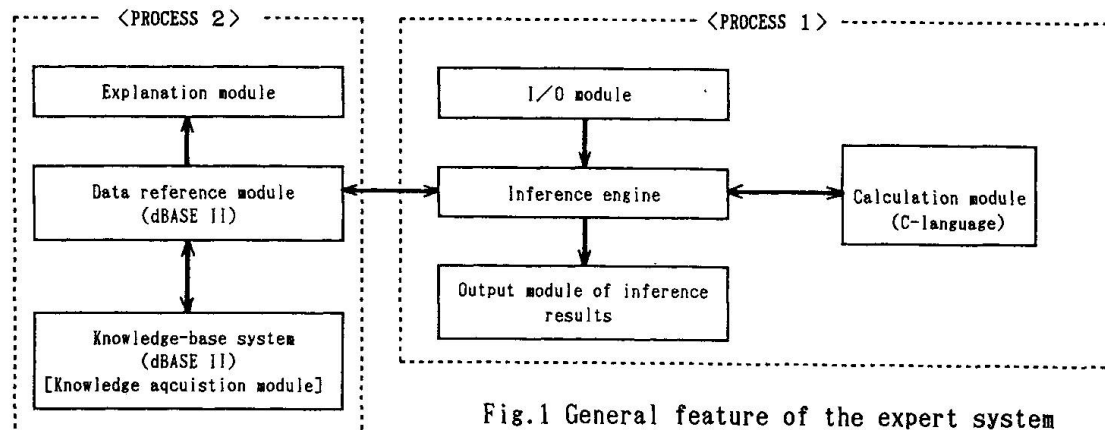 <PROCESS 2>
Explanation module
Data reference module
(dBASE II)
Knowledge-base system
(dBASE II)
[Knowledge aqcuistion module]
<PROCESS 1>
I/O module
Inference engine
Calculation module
(C-language)
Output module of inference
results
Fig.1 General feature of the expert system